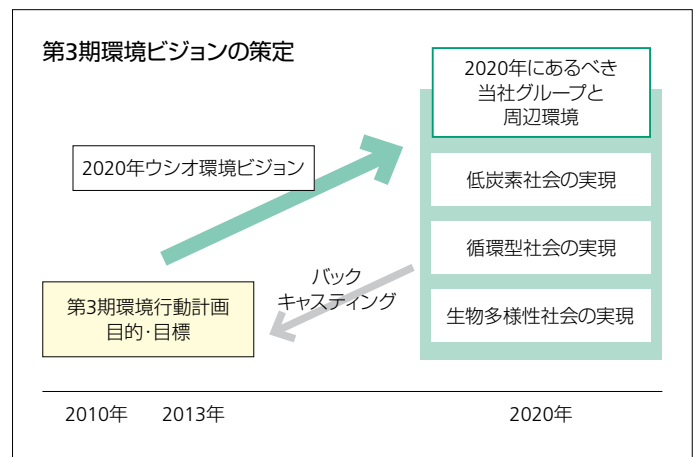 第3期環境ビジョンの策定
2020年にあるべき
当社グループと
周辺環境
2020年ウシオ環境ビジョン
低炭素社会の実現
循環型社会の実現
バック
キャスティング
第3期環境行動計画
目的･目標
生物多様性社会の実現
2010年
2013年
2020年